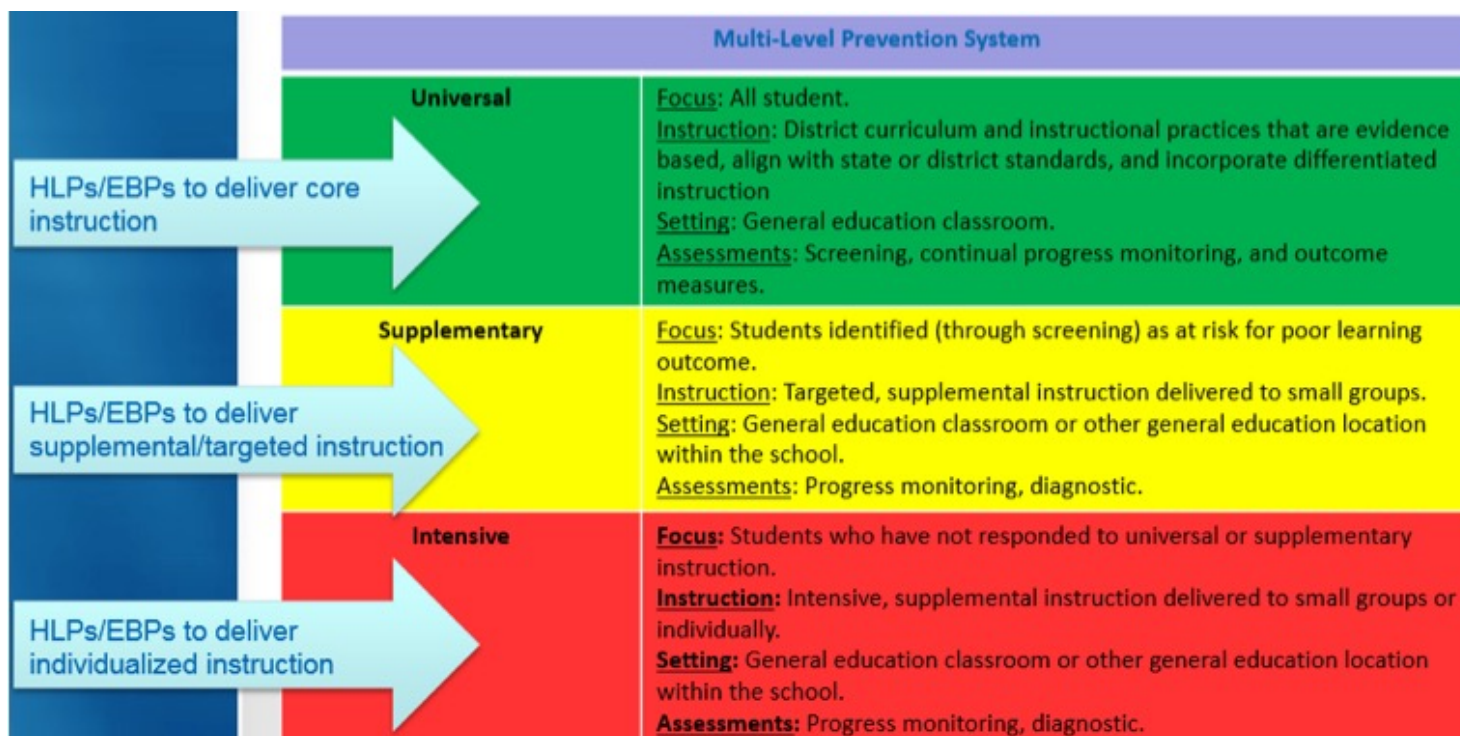 Multi-Level Prevention System
HLPs/EBPs to deliver core
instruction
Universal
Focus: All student.
Instruction: District curriculum and instructional practices that are evidence
based, align with state or district standards, and incorporate differentiated
instruction
Setting: General education classroom.
Assessments: Screening, continual progress monitoring, and outcome
measures.
HLPs/EBPs to deliver
supplemental/targeted instruction
Supplementary
Focus: Students identified (through screening) as at risk for poor learning
outcome.
Instruction: Targeted, supplemental instruction delivered to small groups.
Setting: General education classroom or other general education location
within the school.
Assessments: Progress monitoring, diagnostic.
HLPs/EBPs to deliver
individualized instruction
Intensive
Focus: Students who have not responded to universal or supplementary
instruction.
Instruction: Intensive, supplemental instruction delivered to small groups or
individually.
Setting: General education classroom or other general education location
within the school.
Assessments: Progress monitoring, diagnostic.